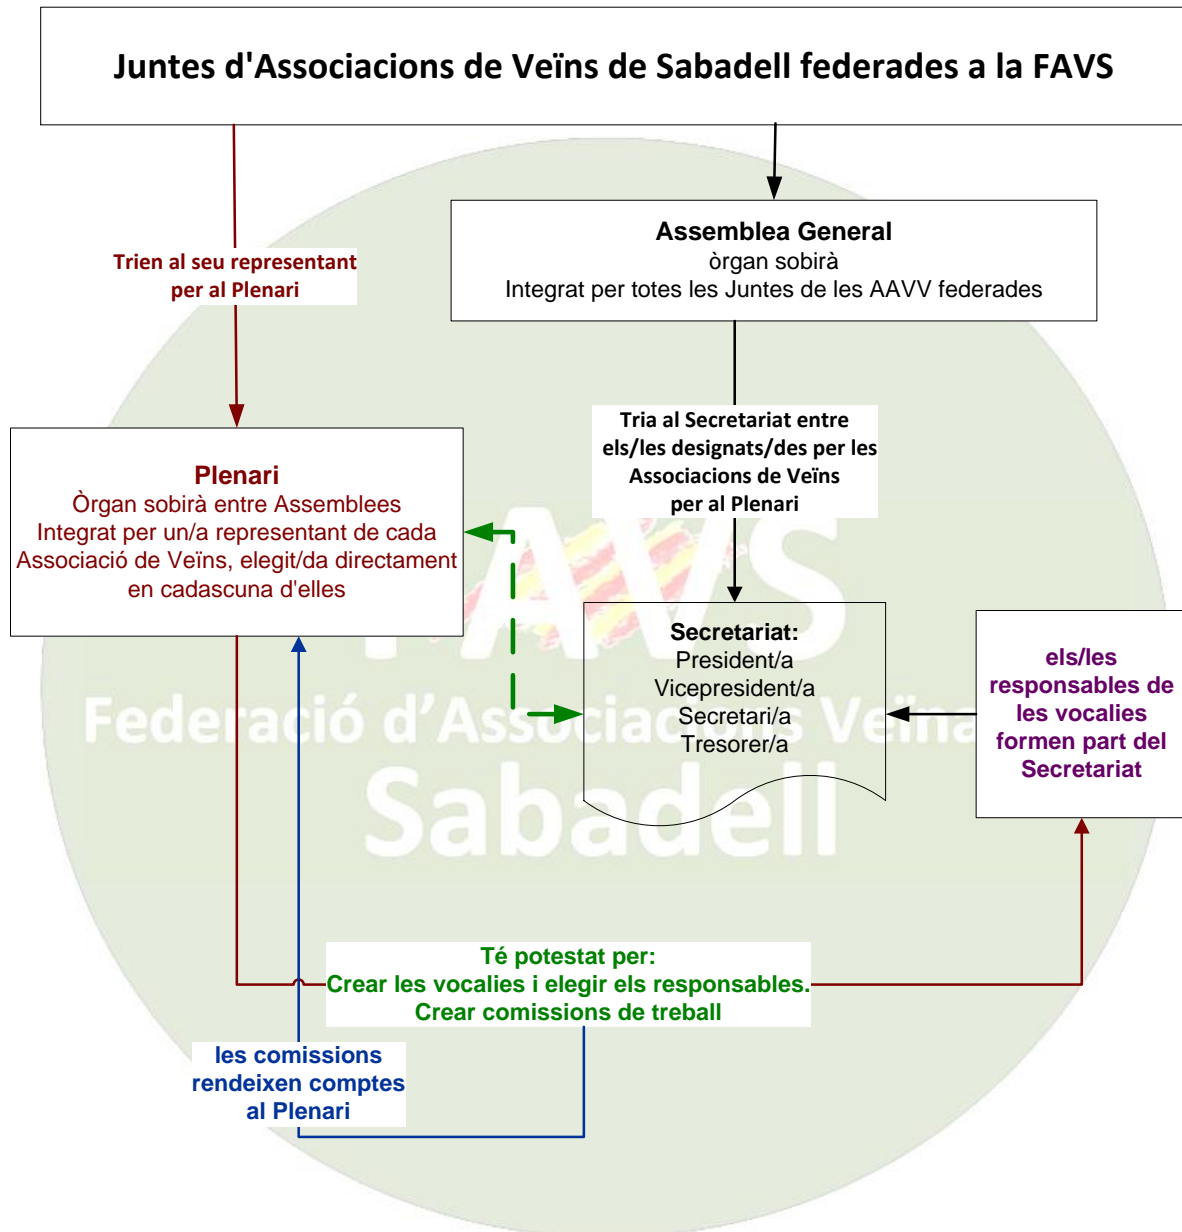 Juntes d'Associacions de Veïns de Sabadell federades a la FAVS
Assemblea General
òrgan sobirà
Integrat per totes les Juntes de les AAVV federades
Trien al seu representant
per al Plenari
Tria al Secretariat entre
els/les designats/des per les
Associacions de Veïns
per al Plenari
Plenari
Òrgan sobirà entre Assemblees
Integrat per un/a representant de cada
Associació de Veïns, elegit/da directament
en cadascuna d'elles
Secretariat:
President/a
Vicepresident/a
Secretari/a
Tresorer/a
els/les
responsables de
les vocalies
formen part del
Secretariat
FAVS
Federació d'Associacions Veïna
Sabadell
Té potestat per:
Crear les vocalies i elegir els responsables.
Crear comissions de treball
les comissions
rendeixen comptes
al Plenari